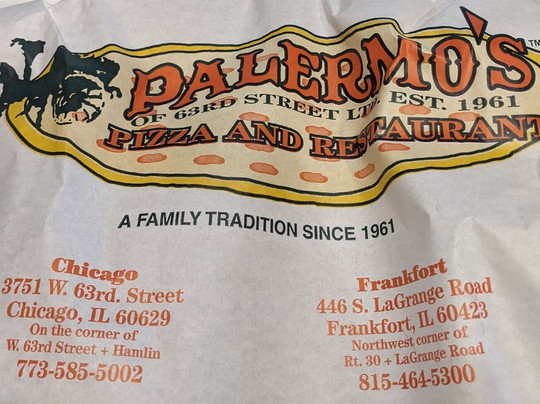 PALERMO'S TM
OF 63RD STREET LTD. EST. 1961
PIZZA AND RESTAURANT
A FAMILY TRADITION SINCE 1961
Chicago
3751 W. 63rd. Street
Chicago, IL 60629
On the corner of
W. 63rd Street + Hamlin
773-585-5002
Frankfort
446 S. LaGrange Road
Frankfort, IL 60423
Northwest corner of
Rt. 30 + LaGrange Road
815-464-5300